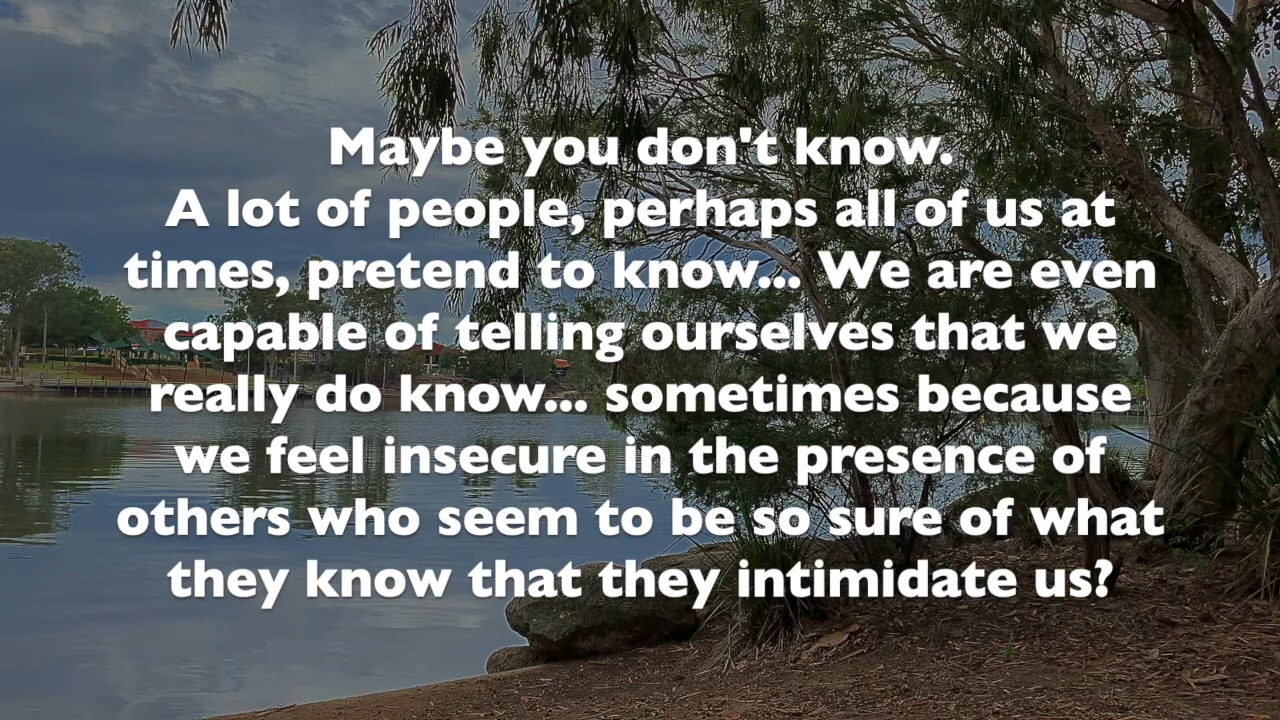 Maybe you don't know.
A lot of people, perhaps all of us at
times, pretend to know... We are even
capable of telling ourselves that we
really do know... sometimes because
we feel insecure in the presence of
others who seem to be so sure of what
they know that they intimidate us?